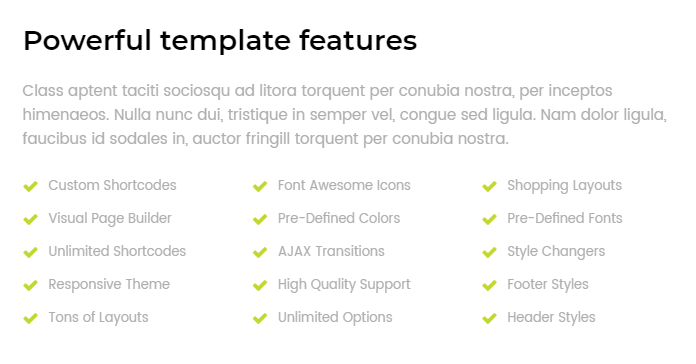 Powerful template features
Class aptent taciti sociosqu ad litora torquent per conubia nostra, per inceptos
himenaeos. Nulla nunc dui, tristique in semper vel, congue sed ligula. Nam dolor ligula,
faucibus id sodales in, auctor fringill torquent per conubia nostra.
Custom Shortcodes
Visual Page Builder
Unlimited Shortcodes
Responsive Theme
Tons of Layouts
Font Awesome Icons
Pre-Defined Colors
AJAX Transitions
High Quality Support
Unlimited Options
Shopping Layouts
Pre-Defined Fonts
Style Changers
Footer Styles
Header Styles